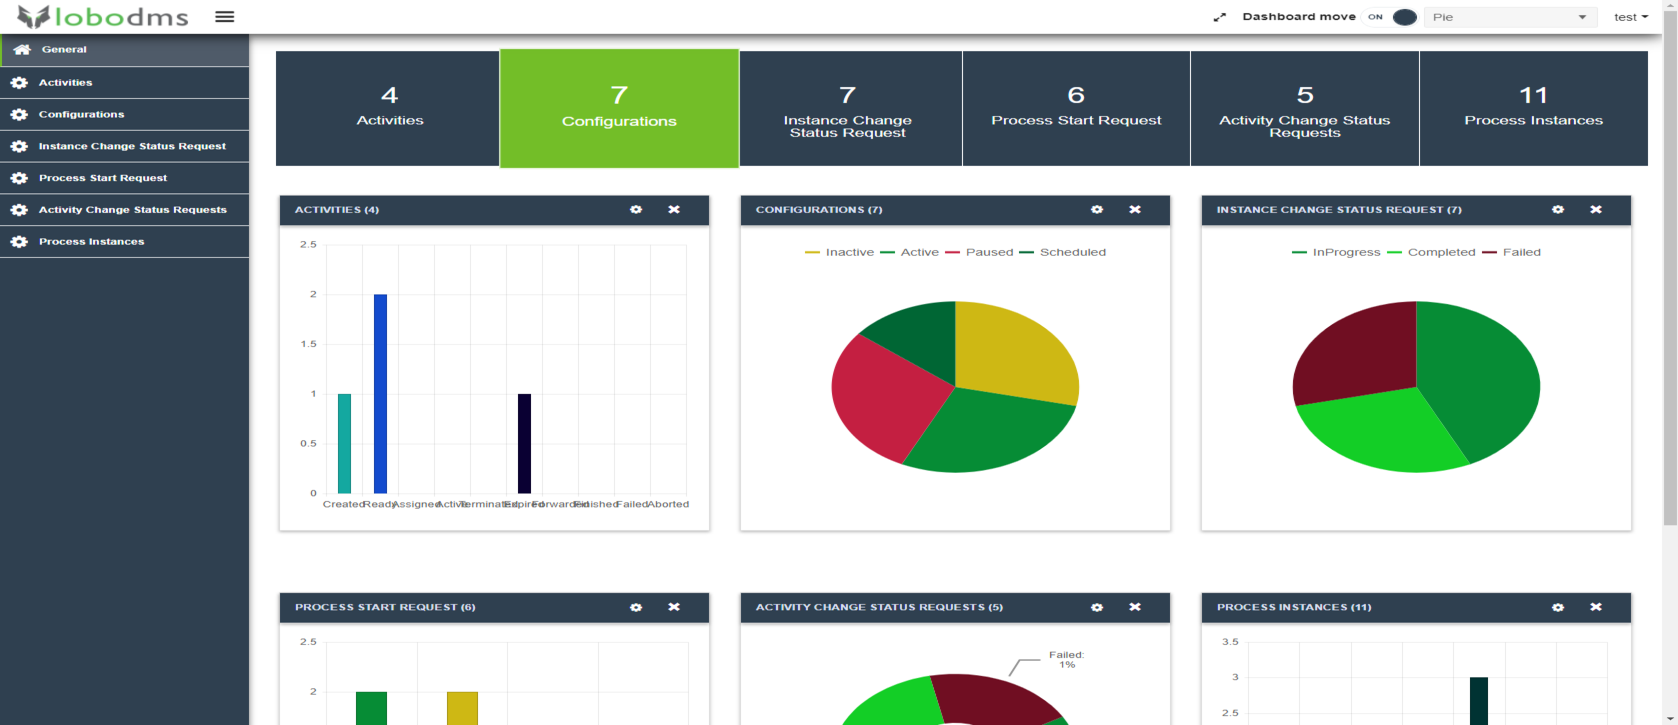 lobodms
Dashboard move ON Pie test
General
Activities
Configurations
Instance Change Status Request
Process Start Request
Activity Change Status Requests
Process Instances
4
Activities
7
Configurations
7
Instance Change
Status Request
6
Process Start Request
5
Activity Change Status
Requests
11
Process Instances
ACTIVITIES (4)
2.5
2
1.5
1
0.5
0
Created Ready Assigned Active Terminated Expired Forwarded Finished Failed Aborted
CONFIGURATIONS (7)
Inactive Active Paused Scheduled
INSTANCE CHANGE STATUS REQUEST (7)
InProgress Completed Failed
PROCESS START REQUEST (6)
2.5
2
ACTIVITY CHANGE STATUS REQUESTS (5)
Failed:
1%
PROCESS INSTANCES (11)
3.5
3
2.5